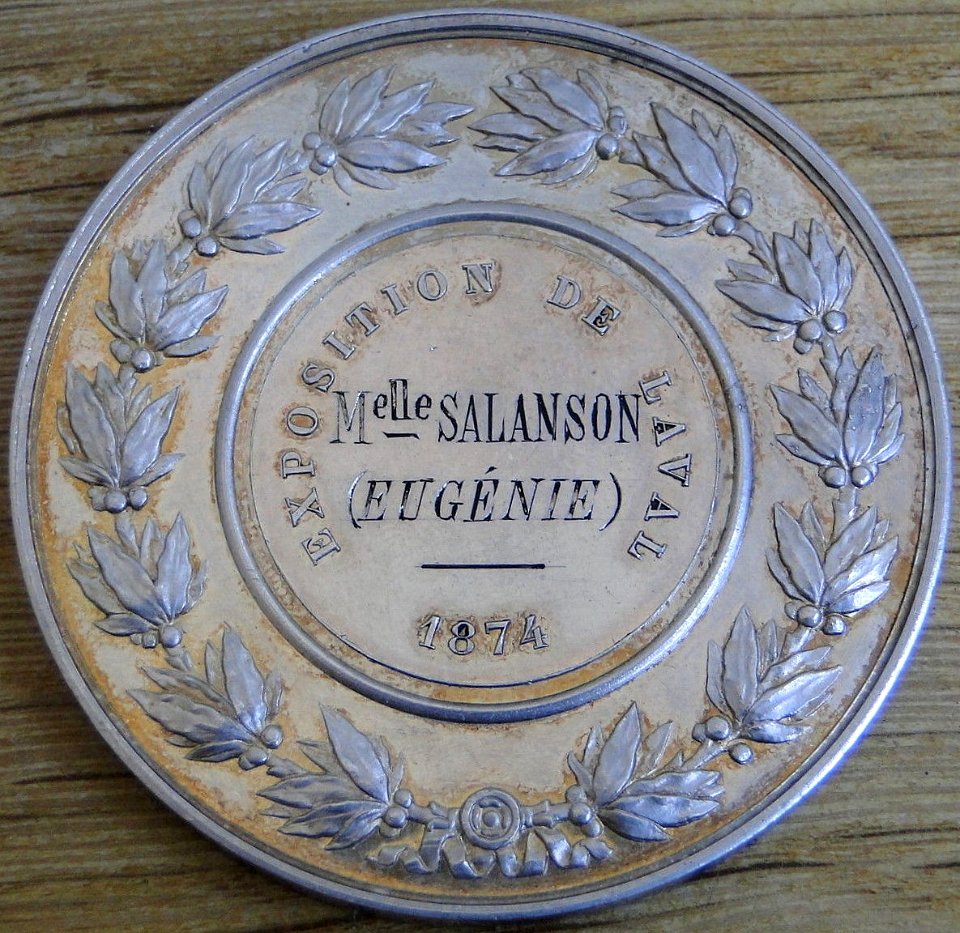 EXPOSITION DE LAVAL
Melle SALANSON
(EUGÉNIE)
1874